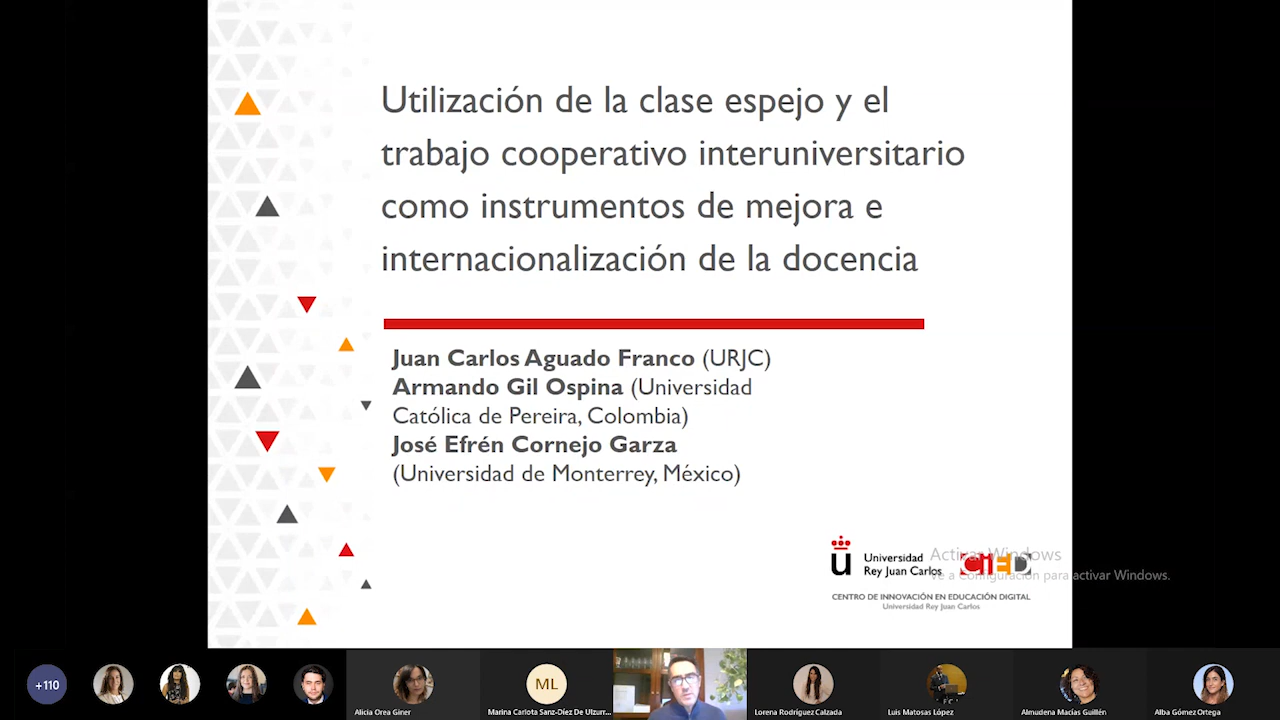 Utilización de la clase espejo y el
trabajo cooperativo interuniversitario
como instrumentos de mejora e
internacionalización de la docencia
Juan Carlos Aguado Franco (URJC)
Armando Gil Ospina (Universidad
Católica de Pereira, Colombia)
José Efrén Cornejo Garza
(Universidad de Monterrey, México)
u Universidad
Rey Juan Carlos
CIED
CENTRO DE INNOVACIÓN EN EDUCACIÓN DIGITAL
Universidad Rey Juan Carlos
Activar Windows
Ve a Configuración para activar Windows.
+110
ML
Alicia Orea Giner
Marina Carlota Sanz-Díez De Ulzurr...
Lorena Rodríguez Calzada
Luis Matosas López
Almudena Macías Guillén
Alba Gómez Ortega